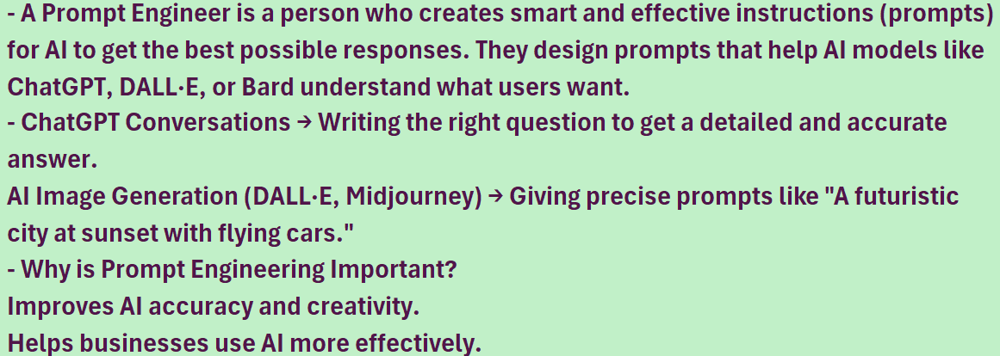 - A Prompt Engineer is a person who creates smart and effective instructions (prompts)
for AI to get the best possible responses. They design prompts that help AI models like
ChatGPT, DALL·E, or Bard understand what users want.
- ChatGPT Conversations → Writing the right question to get a detailed and accurate
answer.
AI Image Generation (DALL·E, Midjourney) → Giving precise prompts like "A futuristic
city at sunset with flying cars."
- Why is Prompt Engineering Important?
Improves AI accuracy and creativity.
Helps businesses use AI more effectively.